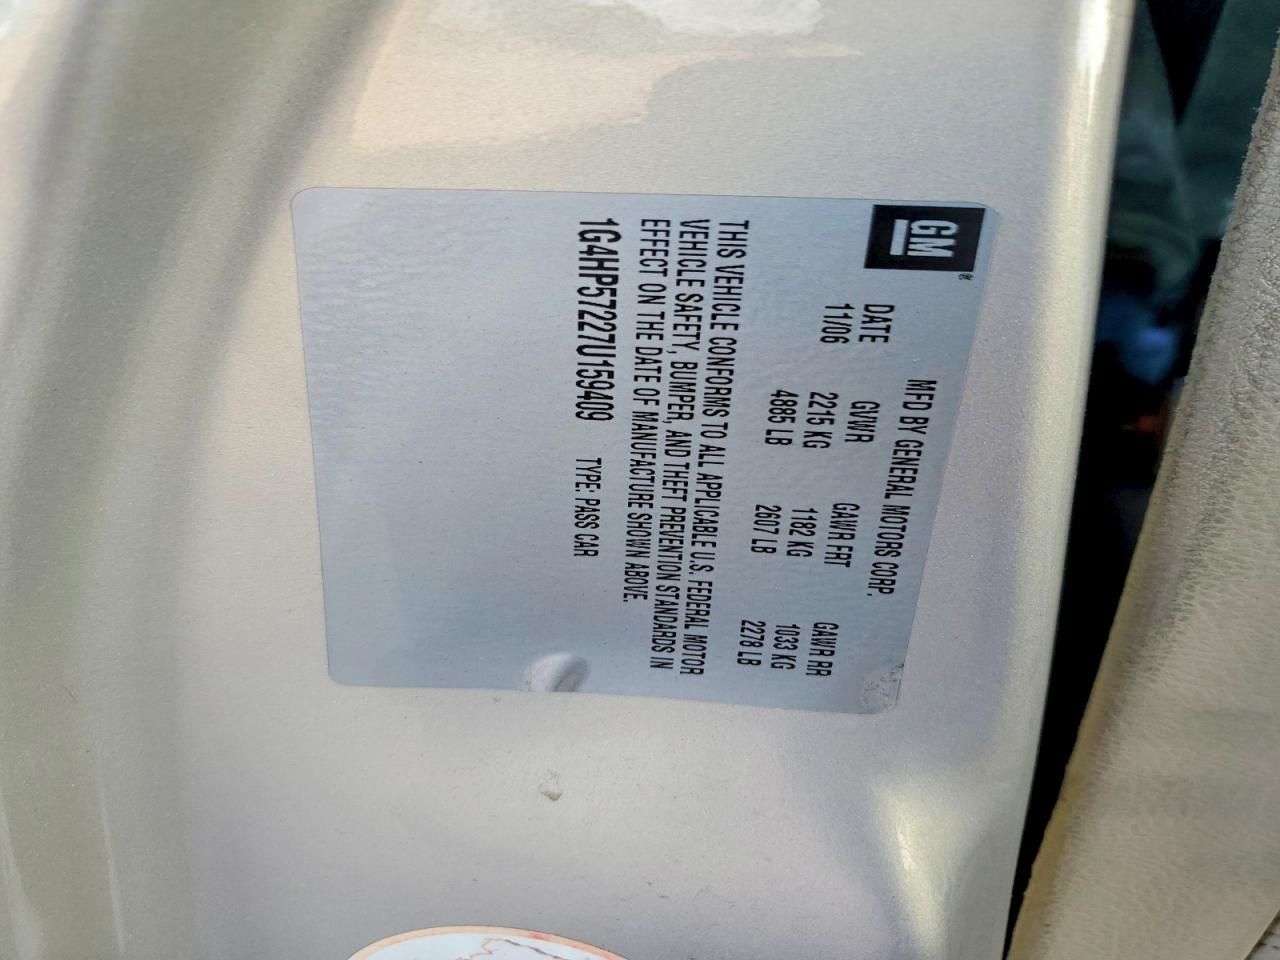 GM®
MFD BY GENERAL MOTORS CORP.
DATE GVWR GAWR FRT GAWR RR
11/06 2215 KG 1182 KG 1033 KG
4885 LB 2607 LB 2278 LB
THIS VEHICLE CONFORMS TO ALL APPLICABLE U.S. FEDERAL MOTOR
VEHICLE SAFETY, BUMPER, AND THEFT PREVENTION STANDARDS IN
EFFECT ON THE DATE OF MANUFACTURE SHOWN ABOVE.
1G4HP57227U159409 TYPE: PASS CAR